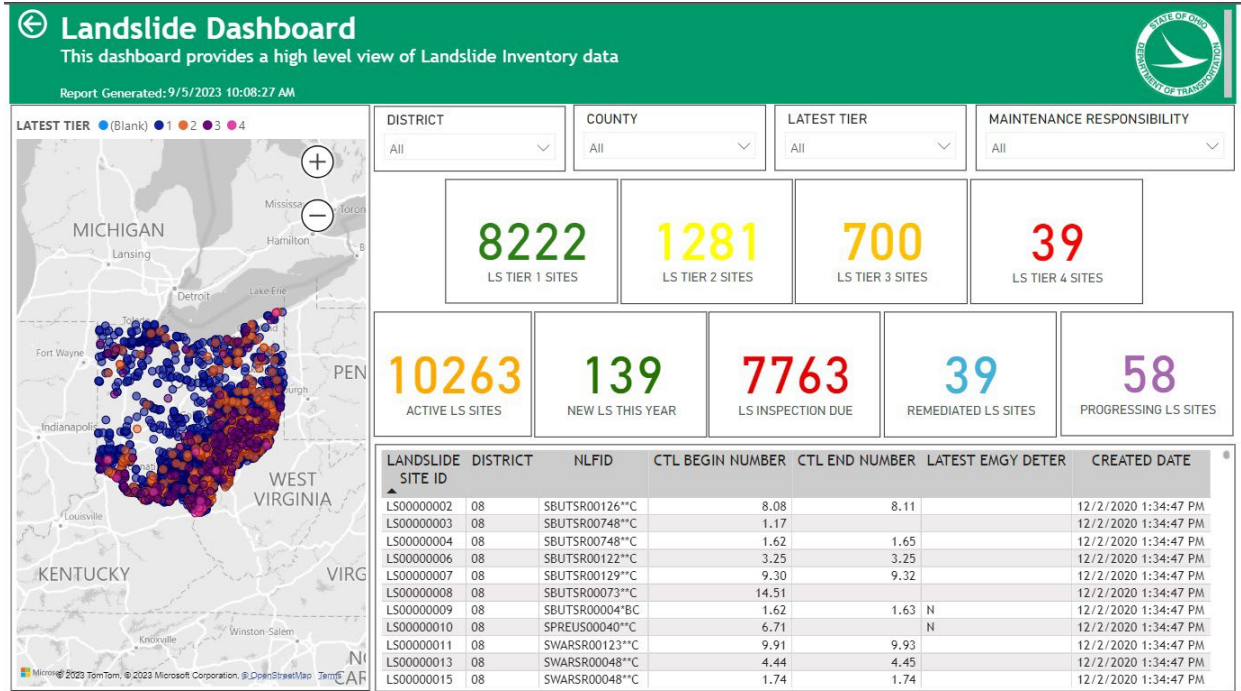 Landslide Dashboard
This dashboard provides a high level view of Landslide Inventory data
Report Generated: 9/5/2023 10:08:27 AM
STATE OF OHIO
DEPARTMENT OF TRANSPORTATION
LATEST TIER (Blank) 1 2 3 4
DISTRICT
All
COUNTY
All
LATEST TIER
All
MAINTENANCE RESPONSIBILITY
All
MICHIGAN
Lansing
Mississa
Toron
Hamilton
Detroit
Lake Erie
Fort Wayne
PEN
Indianapolis
WEST
VIRGINIA
Louisville
KENTUCKY
VIRG
Knoxville
Winston-Salem
© 2023 TomTom, © 2023 Microsoft Corporation, © OpenStreetMap Terms
8222
LS TIER 1 SITES
1281
LS TIER 2 SITES
700
LS TIER 3 SITES
39
LS TIER 4 SITES
10263
ACTIVE LS SITES
139
NEW LS THIS YEAR
7763
LS INSPECTION DUE
39
REMEDIATED LS SITES
58
PROGRESSING LS SITES
LANDSLIDE SITE ID DISTRICT NLFID CTL BEGIN NUMBER CTL END NUMBER LATEST EMGY DETER CREATED DATE
LS00000002 08 SBUTSR00126**C 8.08 8.11 12/2/2020 1:34:47 PM
LS00000003 08 SBUTSR00748**C 1.17 12/2/2020 1:34:47 PM
LS00000004 08 SBUTSR00748**C 1.62 1.65 12/2/2020 1:34:47 PM
LS00000006 08 SBUTSR00122**C 3.25 3.25 12/2/2020 1:34:47 PM
LS00000007 08 SBUTSR00129**C 9.30 9.32 12/2/2020 1:34:47 PM
LS00000008 08 SBUTSR00073**C 14.51 12/2/2020 1:34:47 PM
LS00000009 08 SBUTSR00004*BC 1.62 1.63 N 12/2/2020 1:34:47 PM
LS00000010 08 SPREUS00040**C 6.71 N 12/2/2020 1:34:47 PM
LS00000011 08 SWARSR00123**C 9.91 9.93 12/2/2020 1:34:47 PM
LS00000013 08 SWARSR00048**C 4.44 4.45 12/2/2020 1:34:47 PM
LS00000015 08 SWARSR00048**C 1.74 1.74 12/2/2020 1:34:47 PM